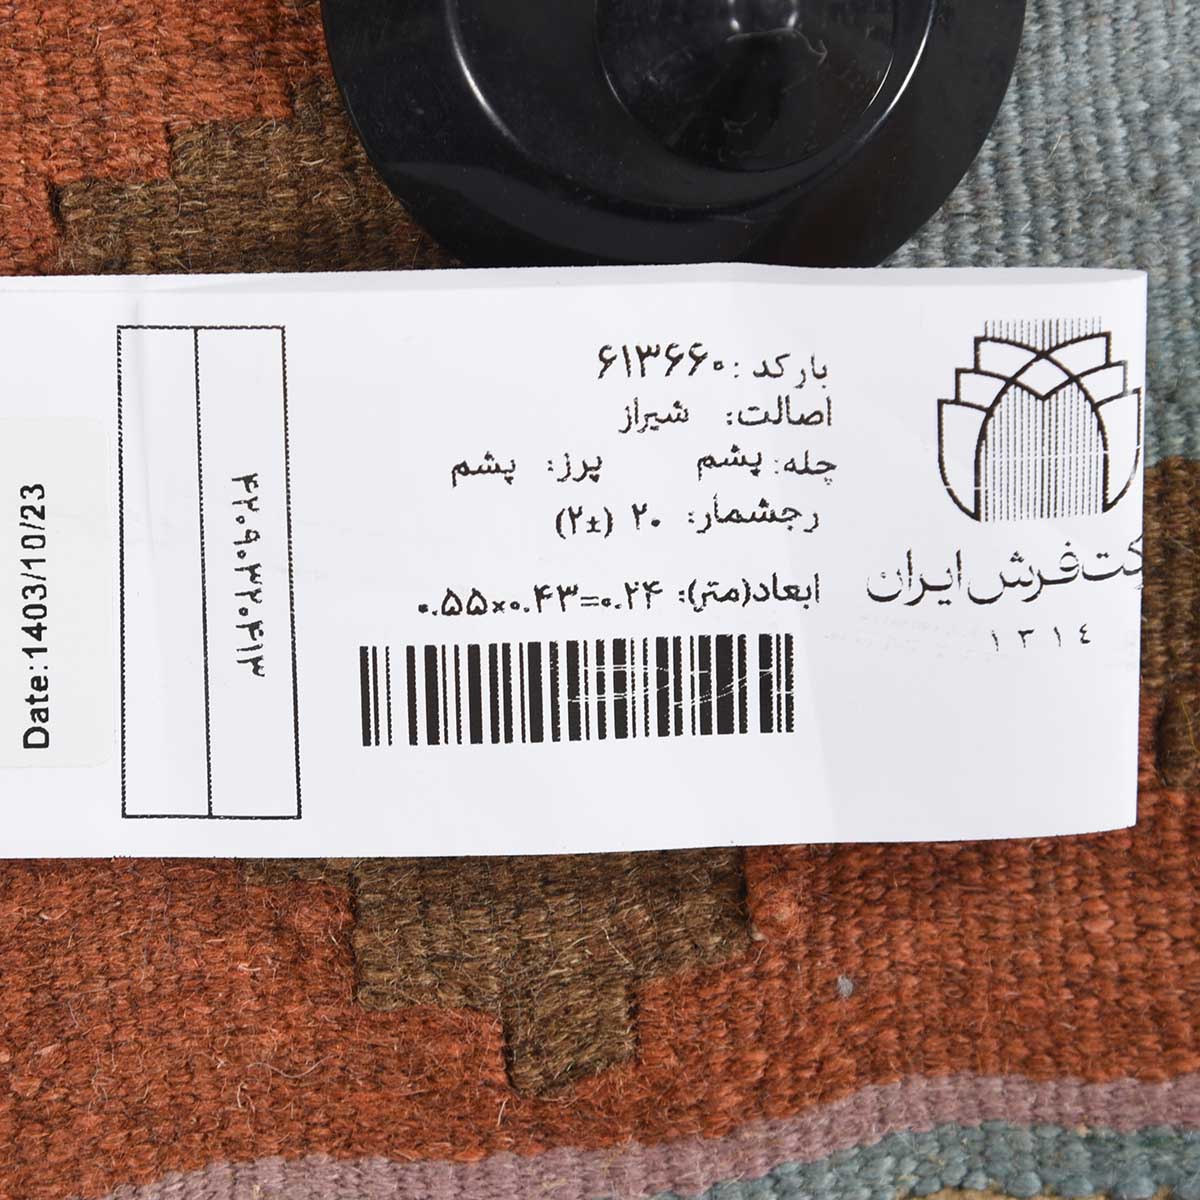 بارکد: ۶۱۳۶۶۰
اصالت: شیراز
چله: پشم پرز: پشم
رجشمار: ۲۰ (±۲)
ابعاد(متر): ۰.۵۵×۰.۴۳=۰.۲۴
کت فرش ایران
۱۳۱٤
۴۲۰۹۰۳۲۰۴۱۳
Date:1403/10/23